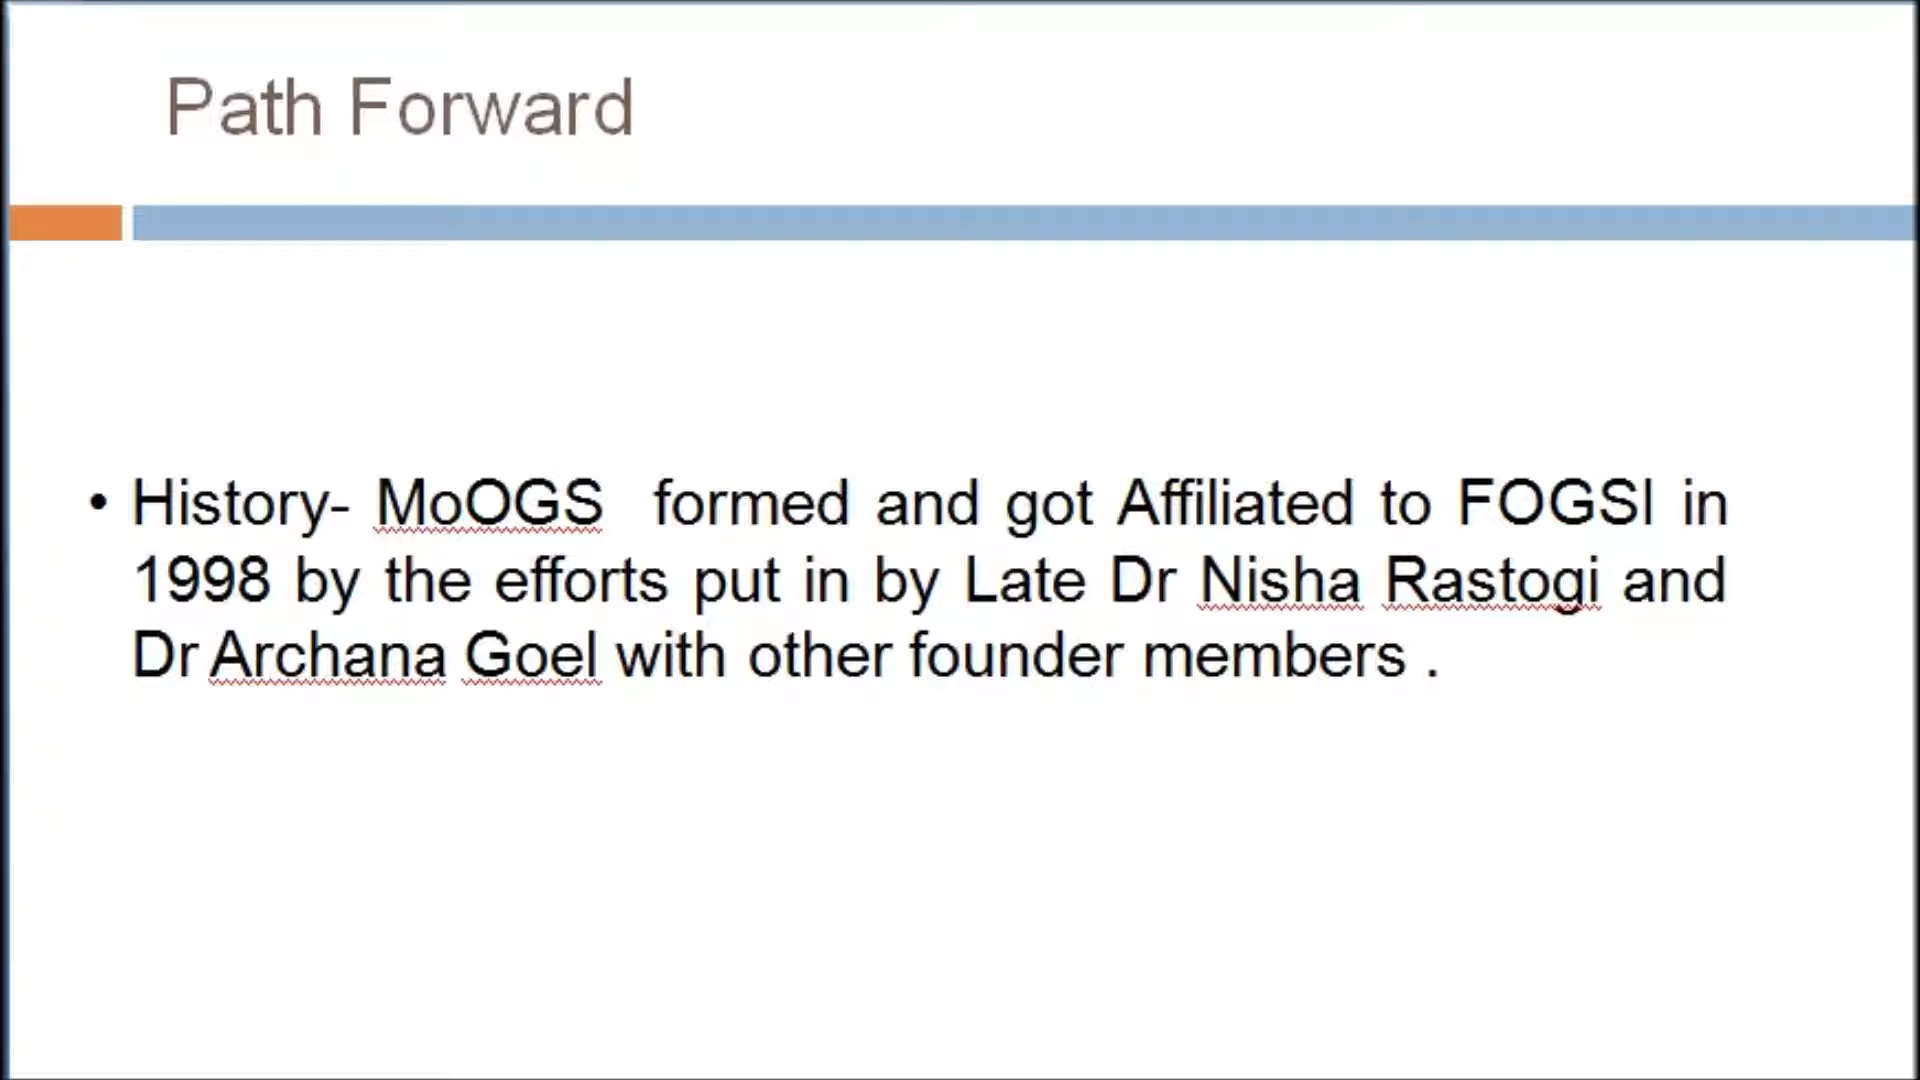 Path Forward
• History- MoOGS formed and got Affiliated to FOGSI in
1998 by the efforts put in by Late Dr Nisha Rastogi and
Dr Archana Goel with other founder members .